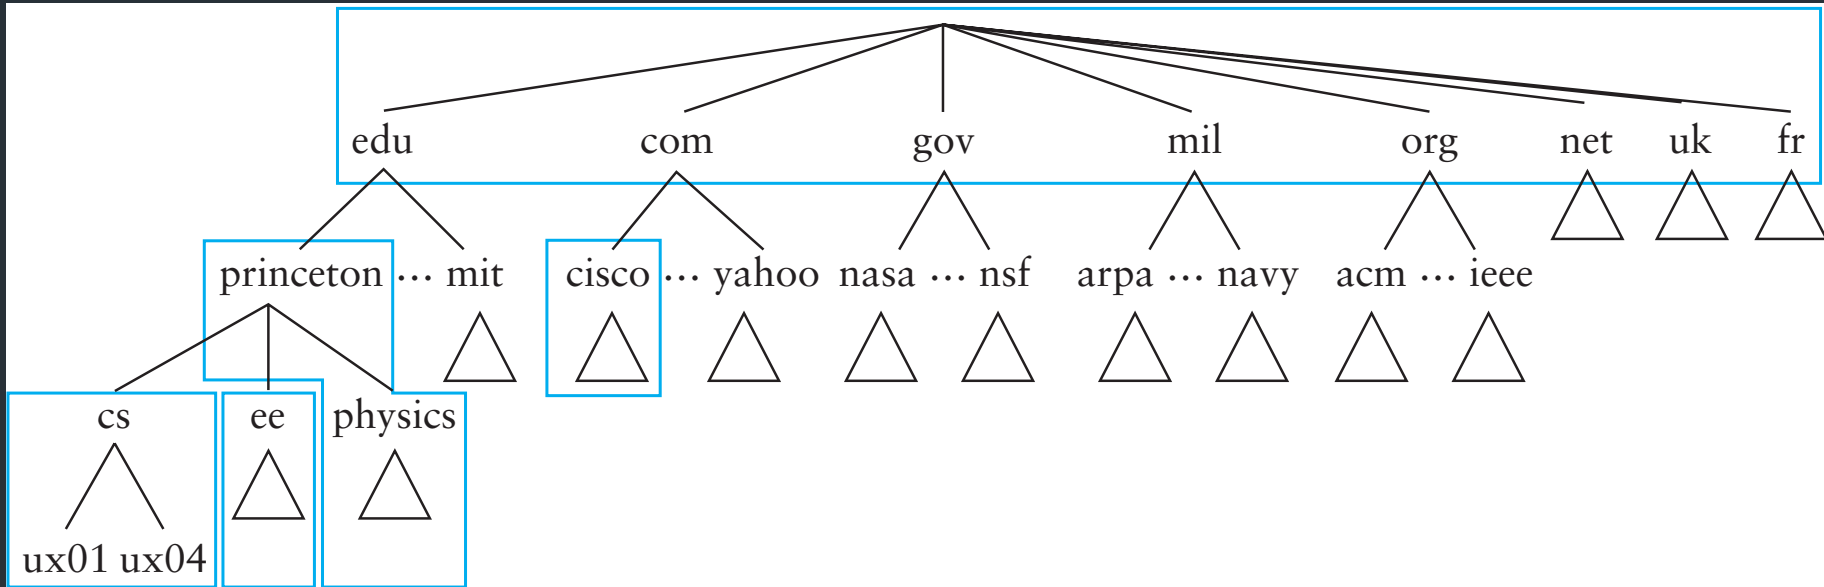 edu com gov mil org net uk fr
princeton ... mit cisco ... yahoo nasa ... nsf arpa ... navy acm ... ieee
cs ee physics
ux01 ux04